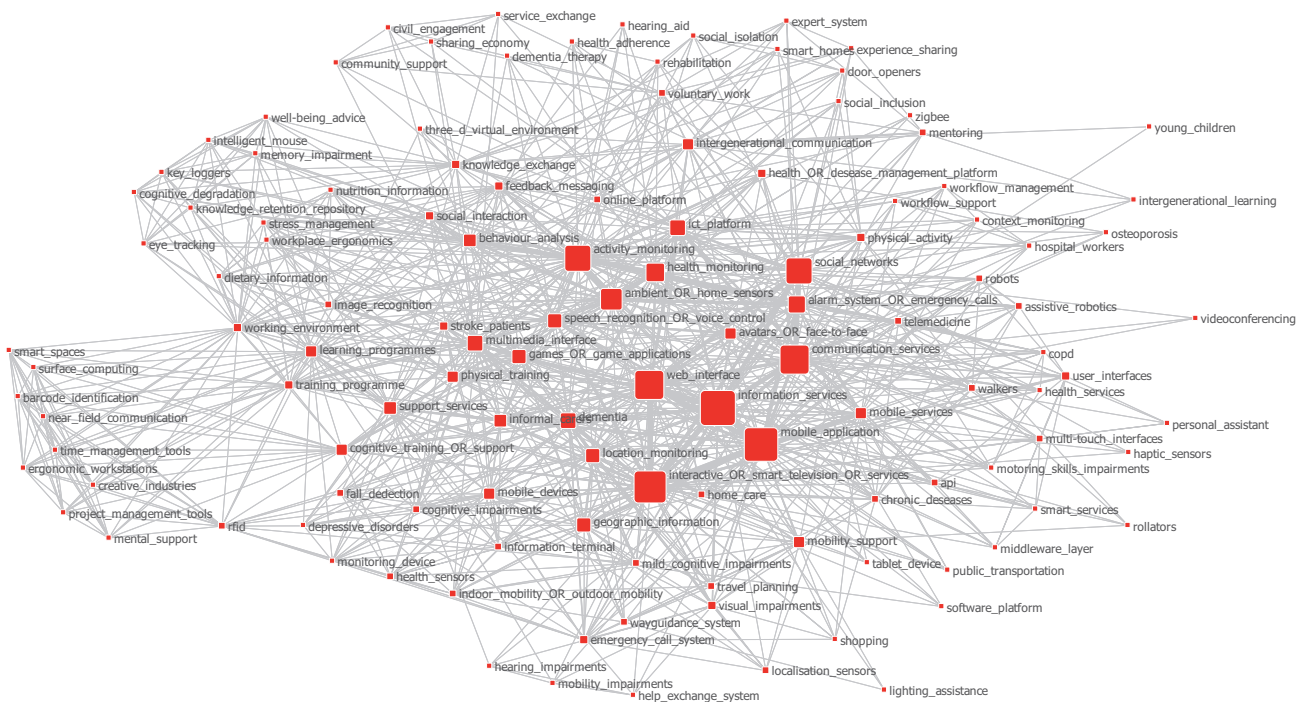 service_exchange
expert_system
civil_engagement
hearing_aid
social_isolation
sharing_economy
health_adherence
smart_homes
experience_sharing
dementia_therapy
community_support
rehabilitation
door_openers
voluntary_work
social_inclusion
zigbee
well-being_advice
three_d_virtual_environment
mentoring
young_children
intelligent_mouse
intergenerational_communication
memory_impairment
knowledge_exchange
key_loggers
health_OR_desease_management_platform
feedback_messaging
workflow_management
cognitive_degradation
nutrition_information
online_platform
workflow_support
intergenerational_learning
knowledge_retention_repository
social_interaction
context_monitoring
stress_management
ict_platform
osteoporosis
eye_tracking
workplace_ergonomics
behaviour_analysis
physical_activity
hospital_workers
activity_monitoring
social_networks
health_monitoring
dietary_information
robots
ambient_OR_home_sensors
image_recognition
alarm_system_OR_emergency_calls
assistive_robotics
speech_recognition_OR_voice_control
telemedicine
videoconferencing
working_environment
stroke_patients
avatars_OR_face-to-face
multimedia_interface
smart_spaces
learning_programmes
games_OR_game_applications
communication_services
copd
surface_computing
physical_training
web_interface
user_interfaces
training_programme
walkers
health_services
barcode_identification
information_services
support_services
near_field_communication
informal_carers
dementia
mobile_services
personal_assistant
mobile_application
multi-touch_interfaces
time_management_tools
cognitive_training_OR_support
location_monitoring
haptic_sensors
ergonomic_workstations
motoring_skills_impairments
creative_industries
interactive_OR_smart_television_OR_services
api
fall_dedection
mobile_devices
home_care
chronic_deseases
cognitive_impairments
smart_services
project_management_tools
rfid
depressive_disorders
geographic_information
rollators
mental_support
information_terminal
mobility_support
middleware_layer
monitoring_device
mild_cognitive_impairments
tablet_device
public_transportation
health_sensors
travel_planning
indoor_mobility_OR_outdoor_mobility
visual_impairments
software_platform
wayguidance_system
emergency_call_system
shopping
hearing_impairments
localisation_sensors
mobility_impairments
lighting_assistance
help_exchange_system